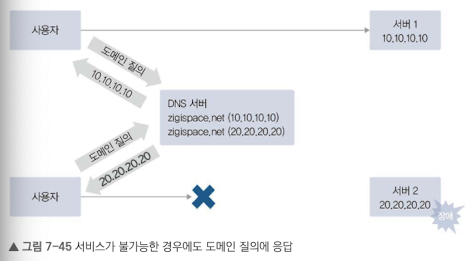 사용자
서버 1
10.10.10.10
도메인 질의
10.10.10.10
DNS 서버
zigispace.net (10.10.10.10)
zigispace.net (20.20.20.20)
도메인 질의
20.20.20.20
사용자
서버 2
20.20.20.20
장애
▲ 그림 7-45 서비스가 불가능한 경우에도 도메인 질의에 응답